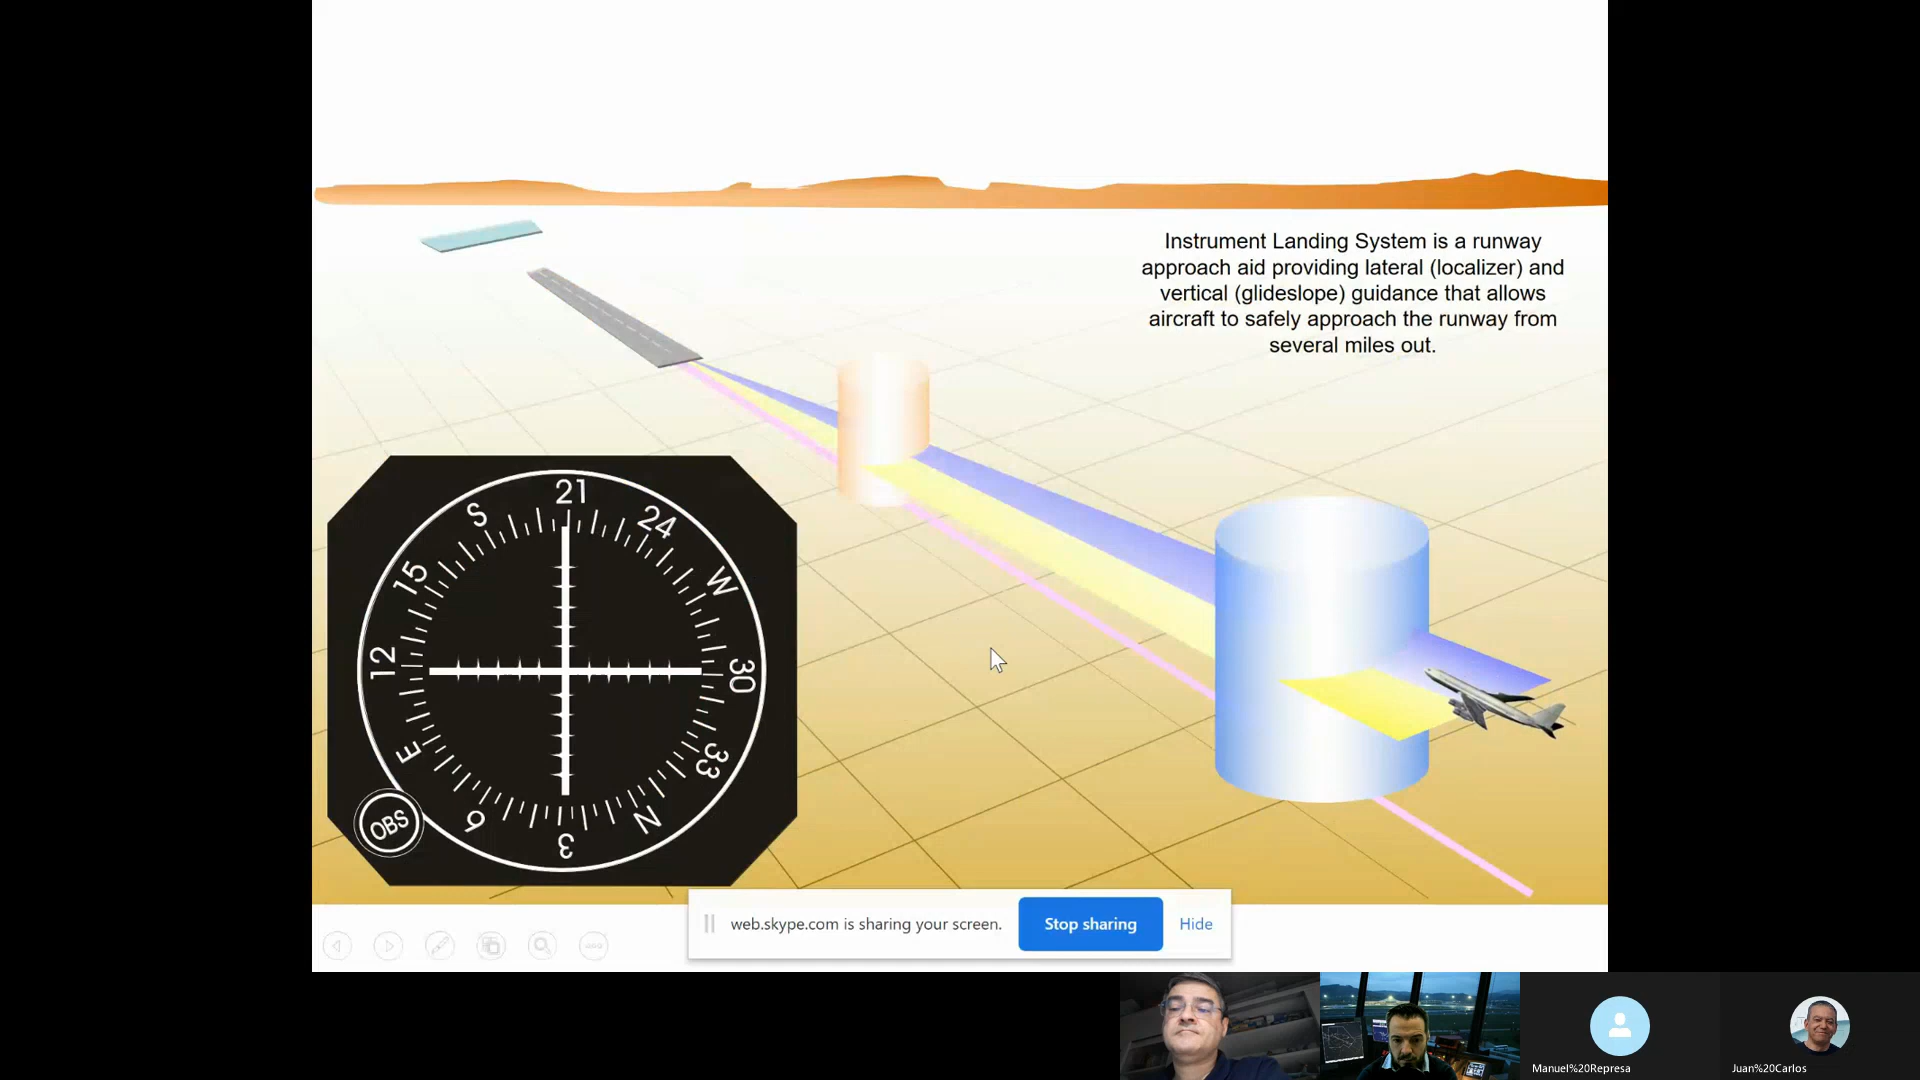 Instrument Landing System is a runway
approach aid providing lateral (localizer) and
vertical (glideslope) guidance that allows
aircraft to safely approach the runway from
several miles out.
21
24
W
30
33
N
3
6
E
12
15
S
OBS
web.skype.com is sharing your screen.
Stop sharing
Hide
Manuel%20Represa
Juan%20Carlos